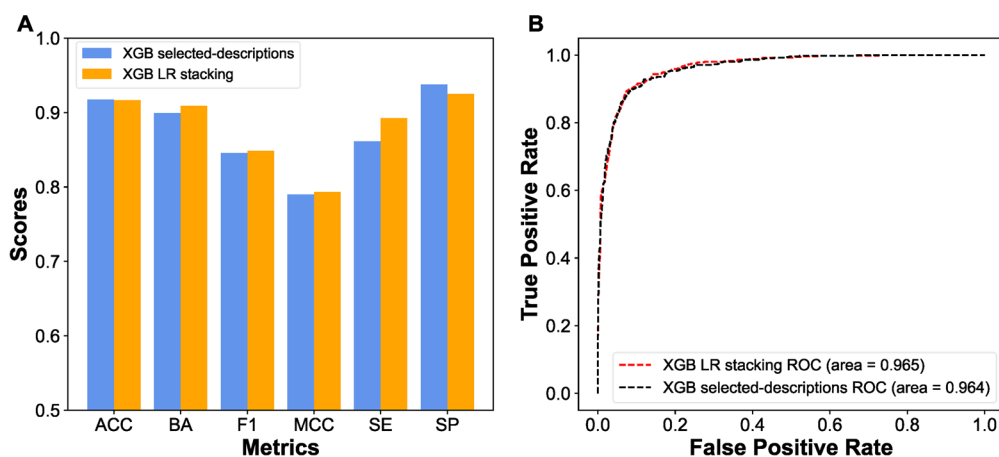 A
XGB selected-descriptions
XGB LR stacking
1.0
0.9
0.8
0.7
0.6
0.5
Scores
ACC BA F1 MCC SE SP
Metrics
B
1.0
0.8
0.6
0.4
0.2
0.0
True Positive Rate
XGB LR stacking ROC (area = 0.965)
XGB selected-descriptions ROC (area = 0.964)
0.0 0.2 0.4 0.6 0.8 1.0
False Positive Rate